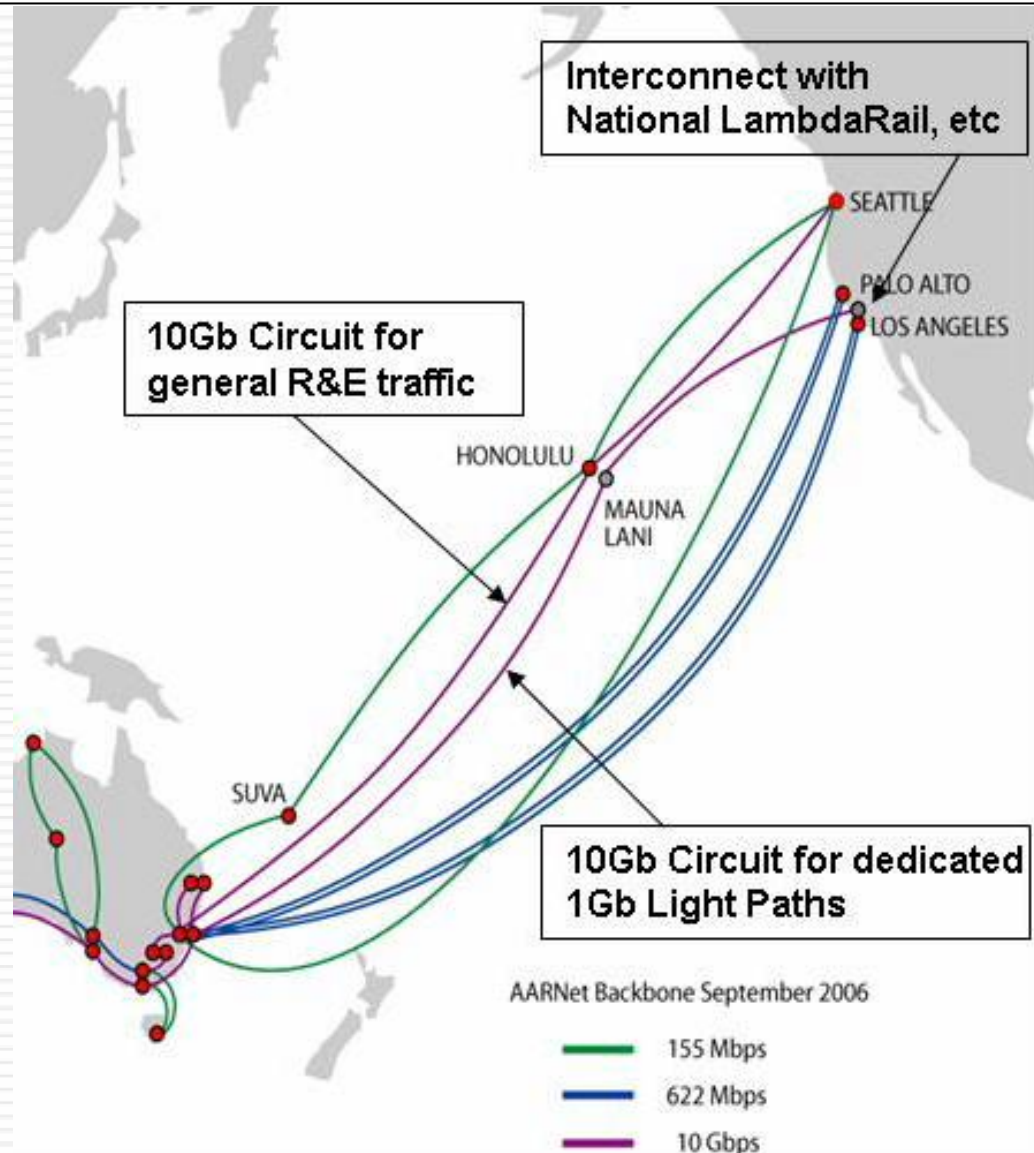 Interconnect with
National LambdaRail, etc
SEATTLE
PALO ALTO
LOS ANGELES
10Gb Circuit for
general R&E traffic
HONOLULU
MAUNA
LANI
SUVA
10Gb Circuit for dedicated
1Gb Light Paths
AARNet Backbone September 2006
155 Mbps
622 Mbps
10 Gbps